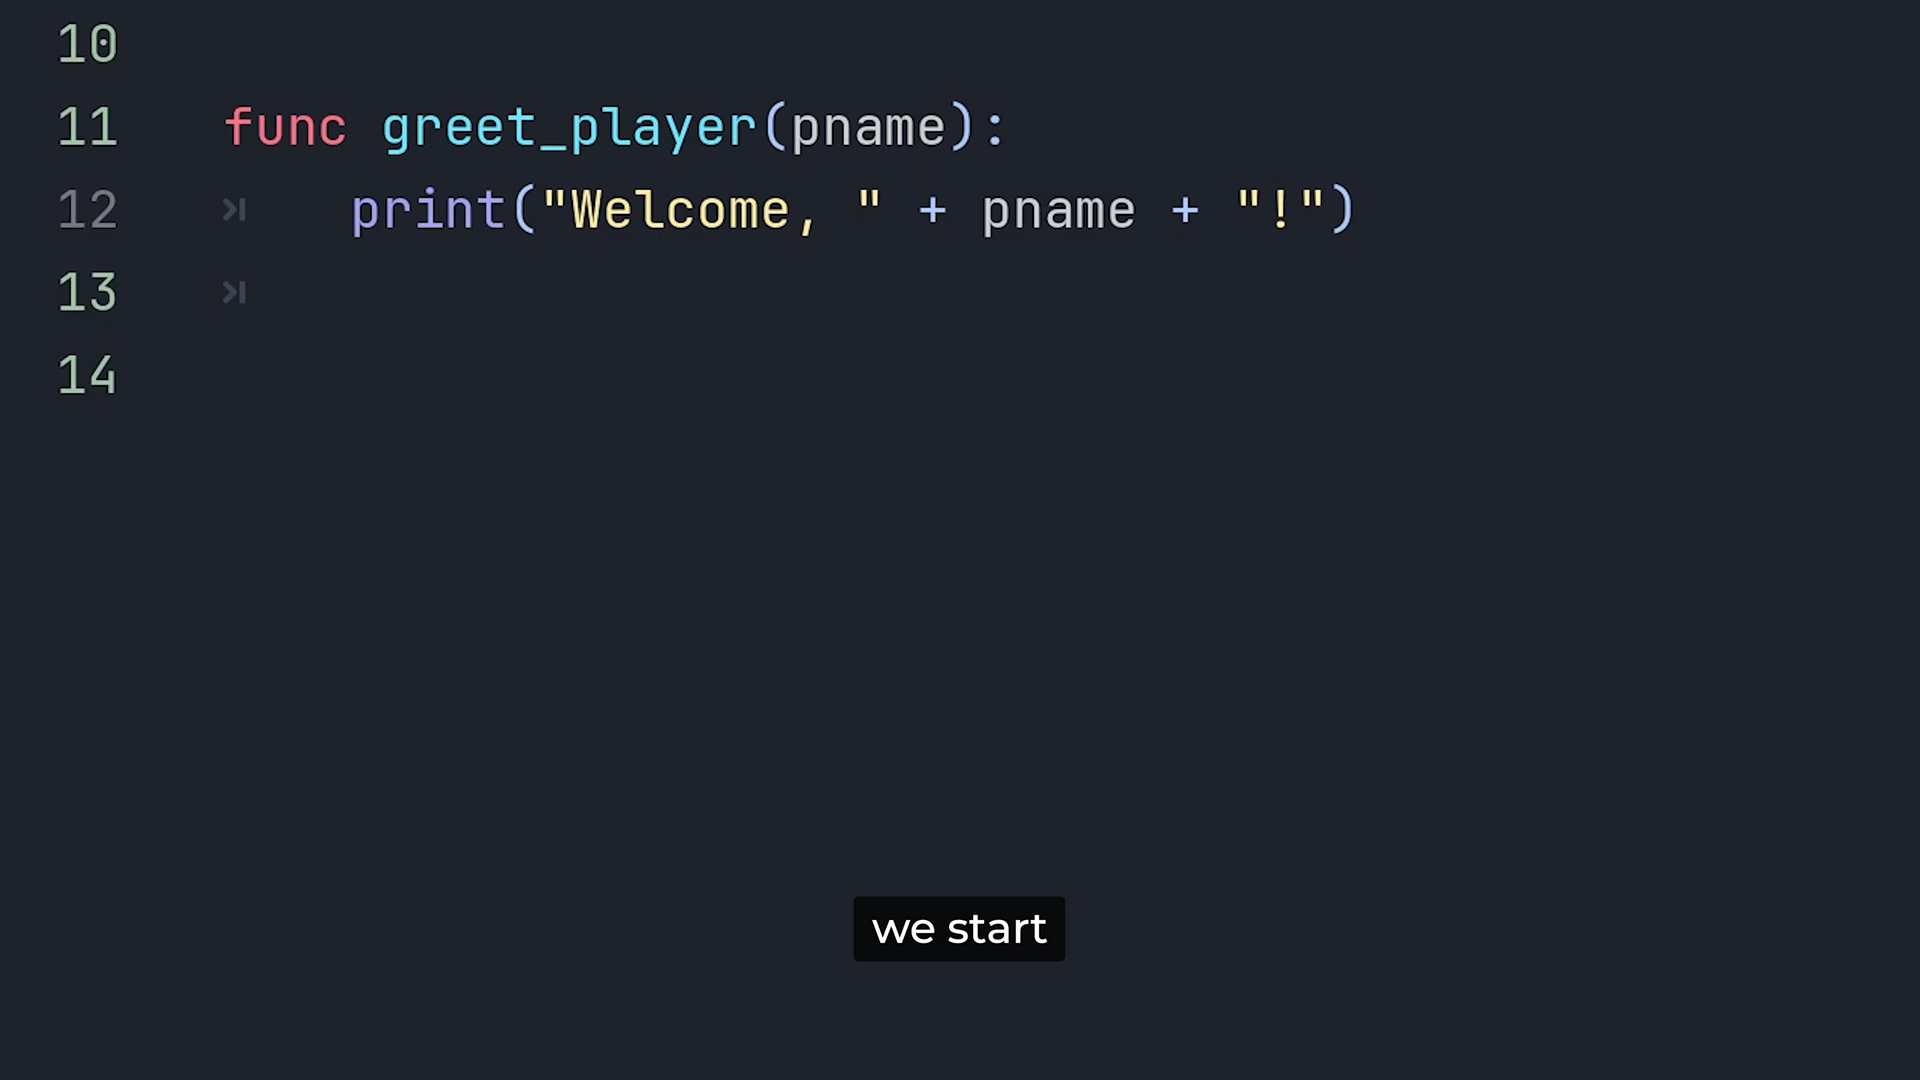 10
11 func greet_player(pname):
12 print("Welcome, " + pname + "!")
13
14
we start